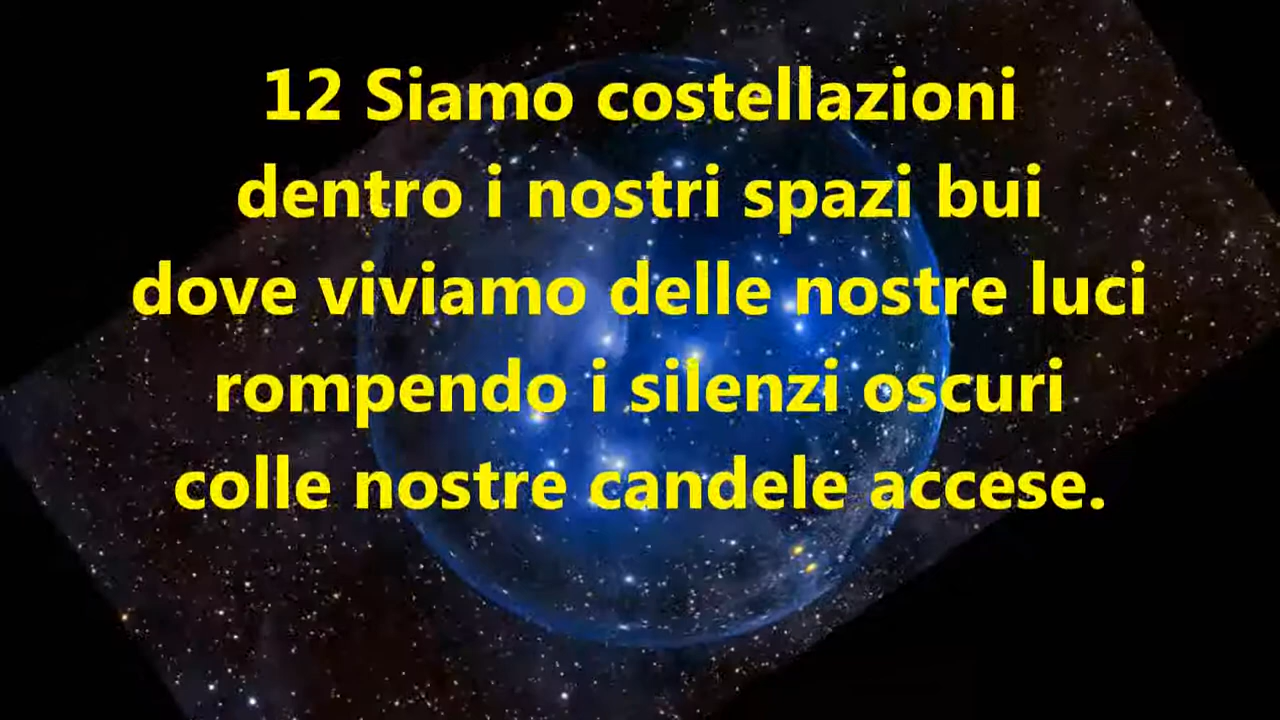 12 Siamo costellazioni
dentro i nostri spazi bui
dove viviamo delle nostre luci
rompendo i silenzi oscuri
colle nostre candele accese.